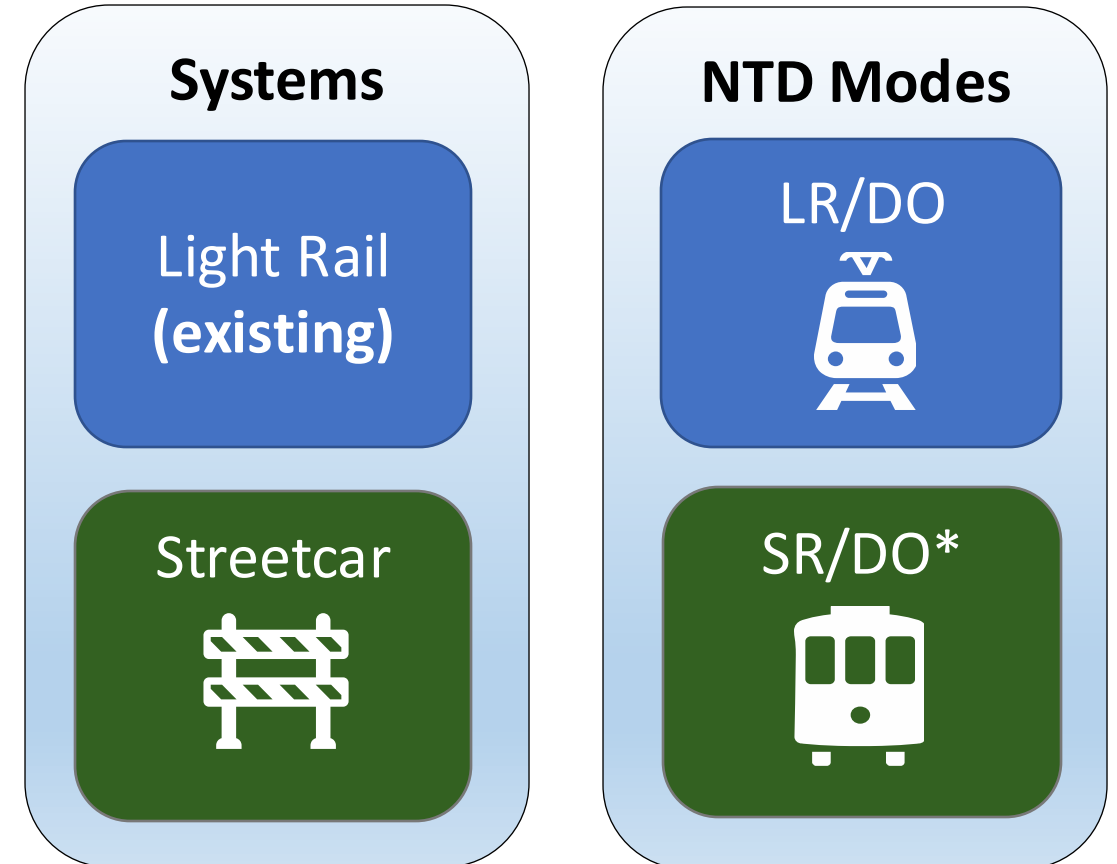 Systems
Light Rail
(existing)
Streetcar
NTD Modes
LR/DO
SR/DO*